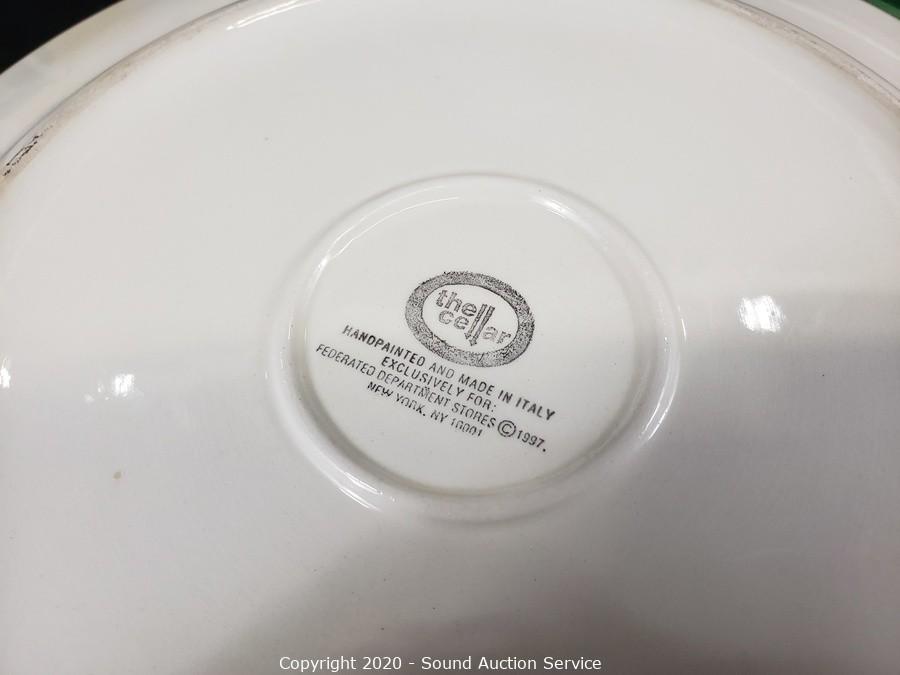 the
cellar
HANDPAINTED AND MADE IN ITALY
EXCLUSIVELY FOR:
FEDERATED DEPARTMENT STORES © 1997.
NEW YORK, NY 10001
Copyright 2020 - Sound Auction Service